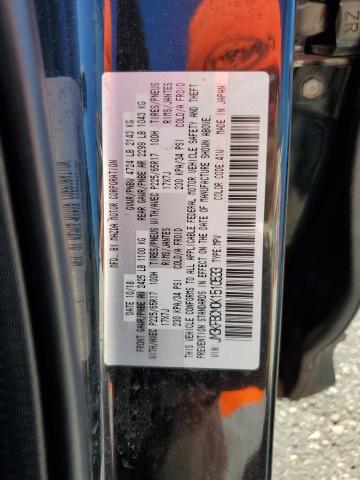 MFD. BY: MAZDA MOTOR CORPORATION
10/18 GVWR/PNBV 4724 LB 2143 KG
FRONT GAWR/PNBE AV 2425 LB 1100 KG REAR GAWR/PNBE AR 2299 LB 1043 KG
WITH/AVEC P225/65R17 100H TIRES/PNEUS WITH/AVEC P225/65R17 100H TIRES/PNEUS
17X7J RIMS/JANTES 17X7J RIMS/JANTES
230 KPA/34 PSI COLD/A FROID 230 KPA/34 PSI COLD/A FROID
THIS VEHICLE CONFORMS TO ALL APPLICABLE FEDERAL MOTOR VEHICLE SAFETY AND THEFT
PREVENTION STANDARDS IN EFFECT ON THE DATE OF MANUFACTURE SHOWN ABOVE.
TYPE: MPV COLOR CODE: 41W MADE IN JAPAN
ZR